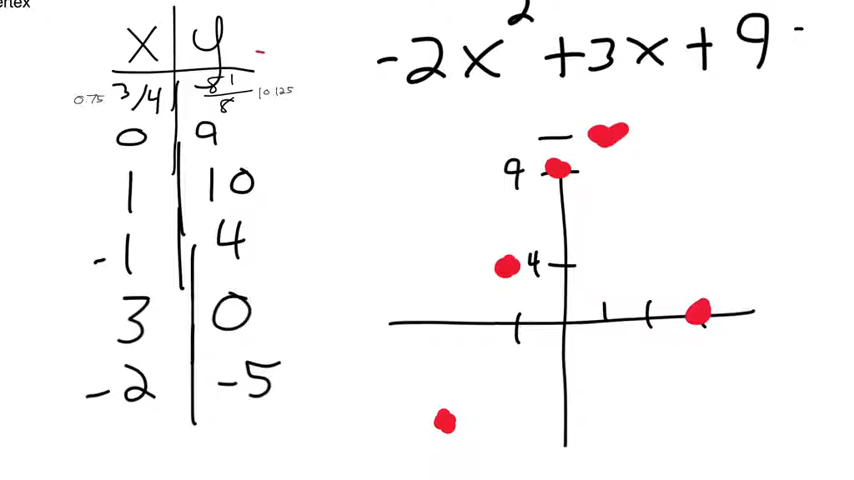 ertex
x y -
0.75 3/4 81/8 10.125
0 9
1 10
-1 4
3 0
-2 -5
-2x² +3x + 9 -
9
4